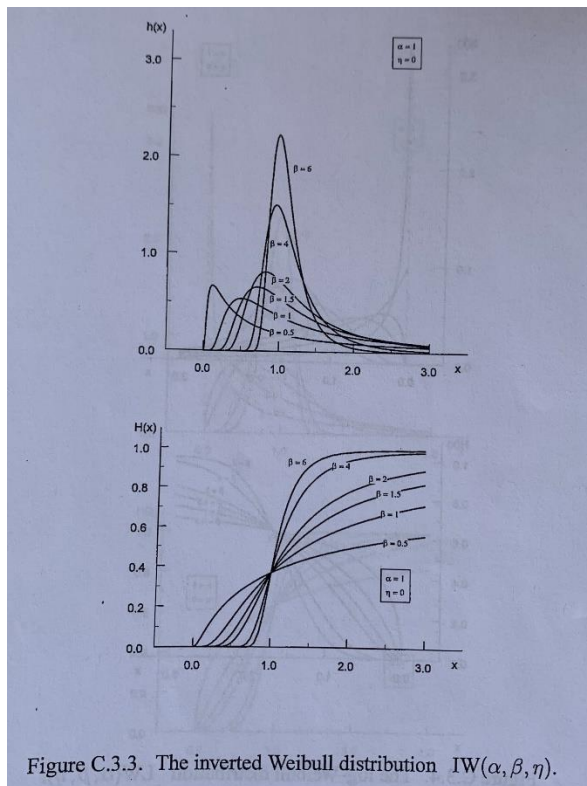 h(x)
α = 1
η = 0
3.0
2.0
β = 6
1.0
β = 4
β = 2
β = 1.5
β = 1
β = 0.5
0.0
0.0 1.0 2.0 3.0 x
H(x)
1.0
β = 6
β = 4
0.8
β = 2
β = 1.5
0.6
β = 1
β = 0.5
0.4
α = 1
η = 0
0.2
0.0
0.0 1.0 2.0 3.0 x
Figure C.3.3. The inverted Weibull distribution IW(α, β, η).